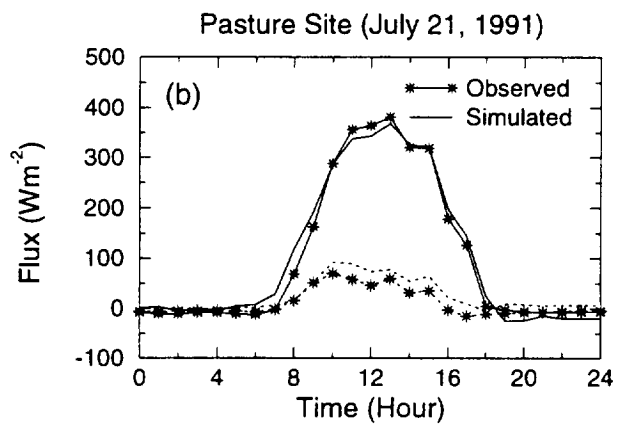 Pasture Site (July 21, 1991)
500
(b)
Observed
400
Simulated
300
200
100
0
-100
Flux (Wm⁻²)
0 4 8 12 16 20 24
Time (Hour)